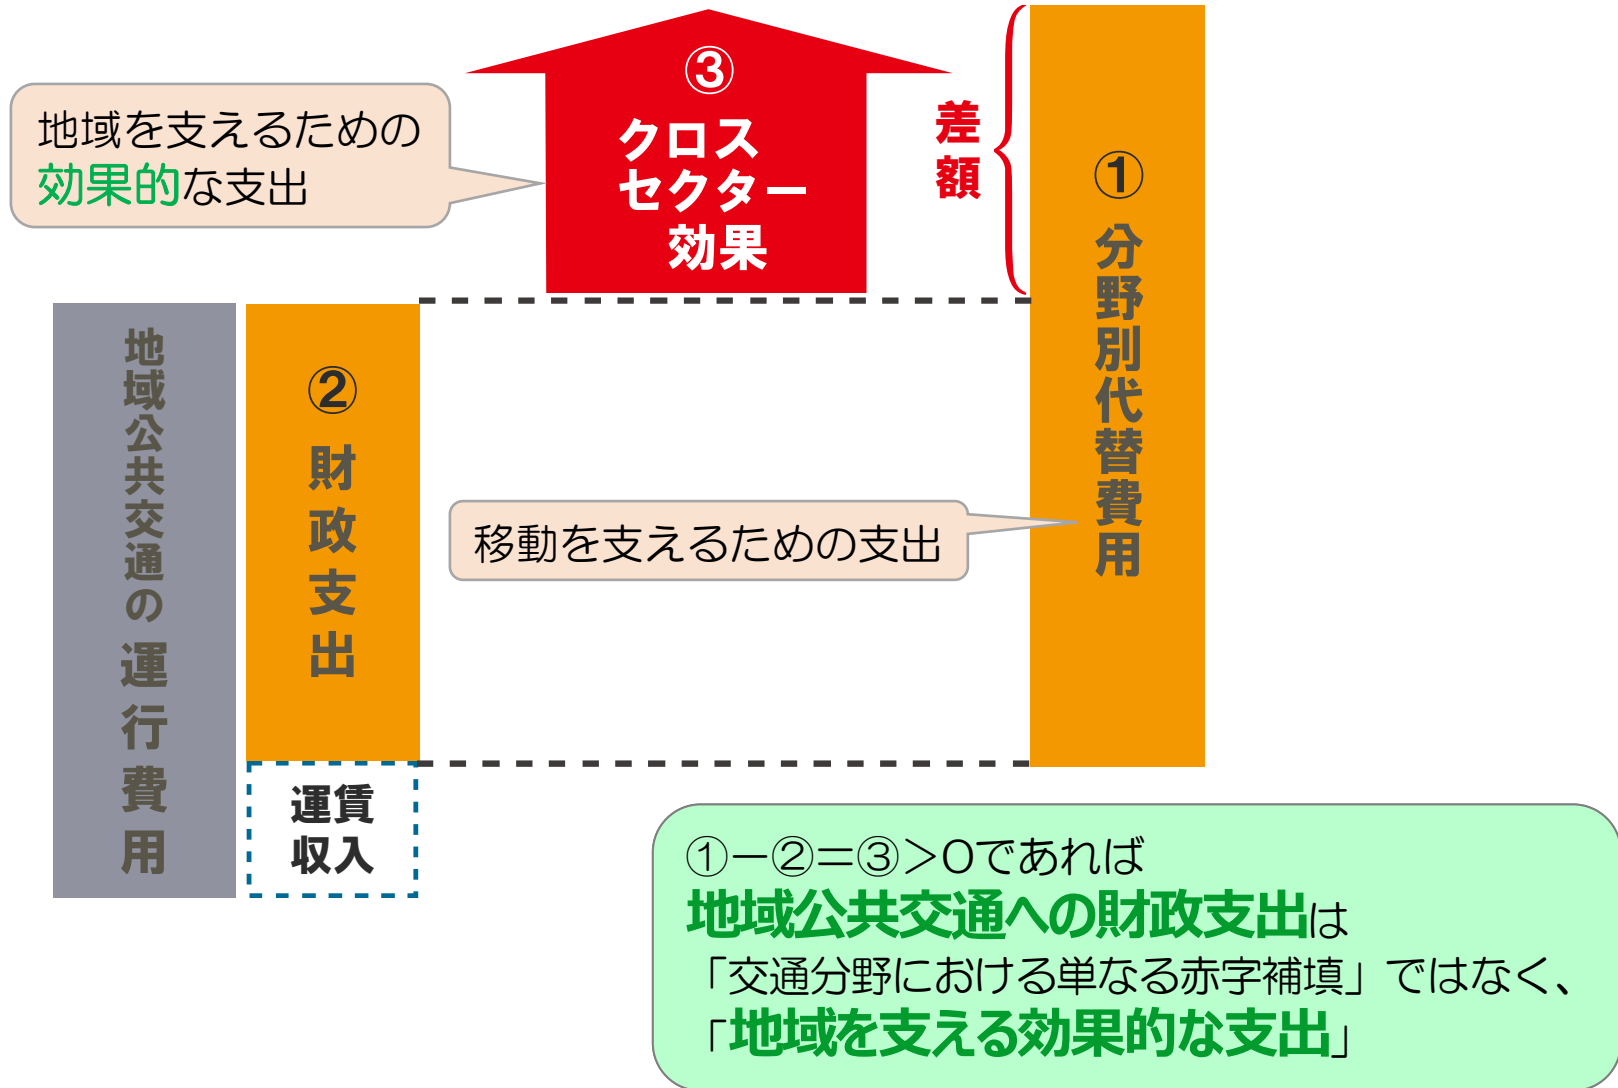 地域を支えるための
効果的な支出
③
クロス
セクター
効果
差額
①分野別代替費用
地域公共交通の運行費用
②財政支出
移動を支えるための支出
運賃
収入
①－②＝③＞0であれば
地域公共交通への財政支出は
「交通分野における単なる赤字補填」ではなく、
「地域を支える効果的な支出」